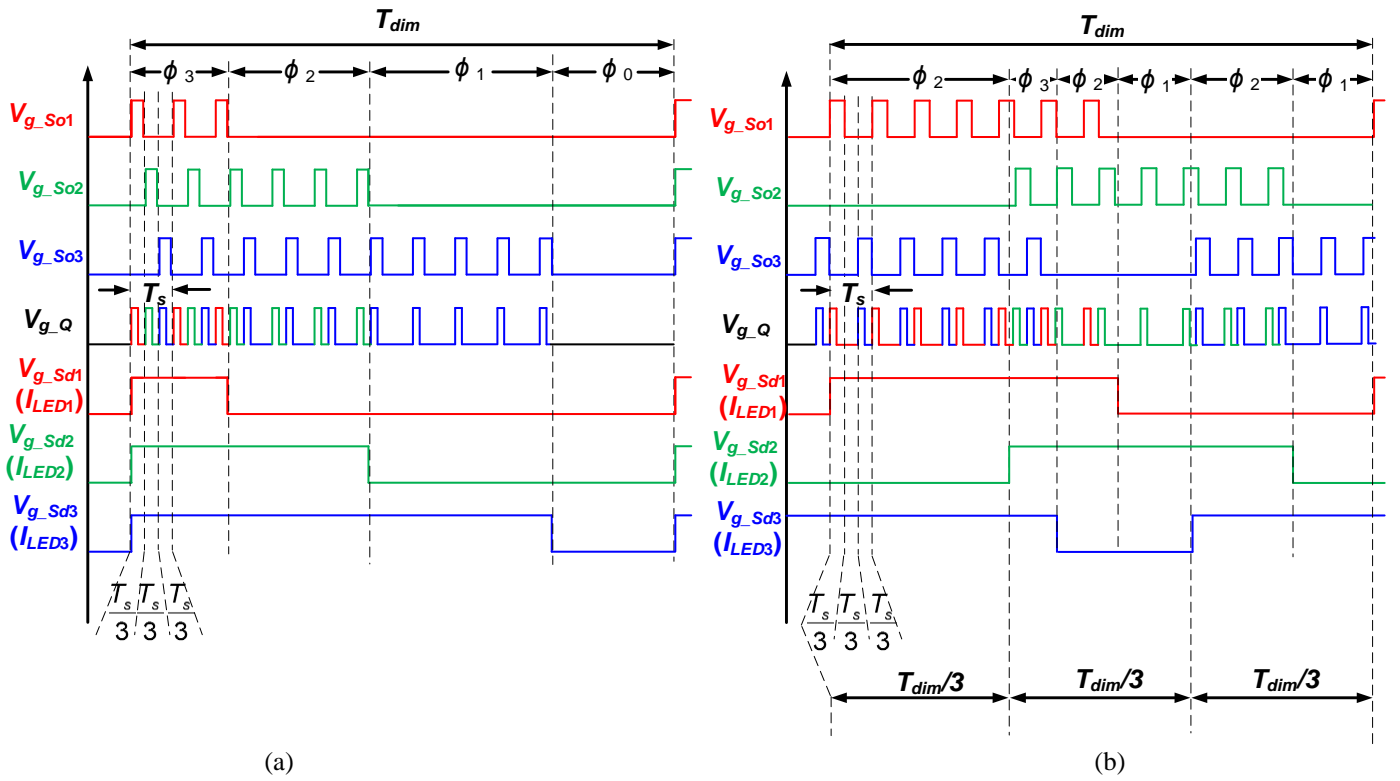 T_dim
ϕ 3 ϕ 2 ϕ 1 ϕ 0
V_g_So1
V_g_So2
V_g_So3
T_s
V_g_Q
V_g_Sd1
(I_LED1)
V_g_Sd2
(I_LED2)
V_g_Sd3
(I_LED3)
T_s/3 T_s/3 T_s/3
(a)
T_dim
ϕ 2 ϕ 3 ϕ 2 ϕ 1 ϕ 2 ϕ 1
V_g_So1
V_g_So2
V_g_So3
T_s
V_g_Q
V_g_Sd1
(I_LED1)
V_g_Sd2
(I_LED2)
V_g_Sd3
(I_LED3)
T_s/3 T_s/3 T_s/3
T_dim/3 T_dim/3 T_dim/3
(b)